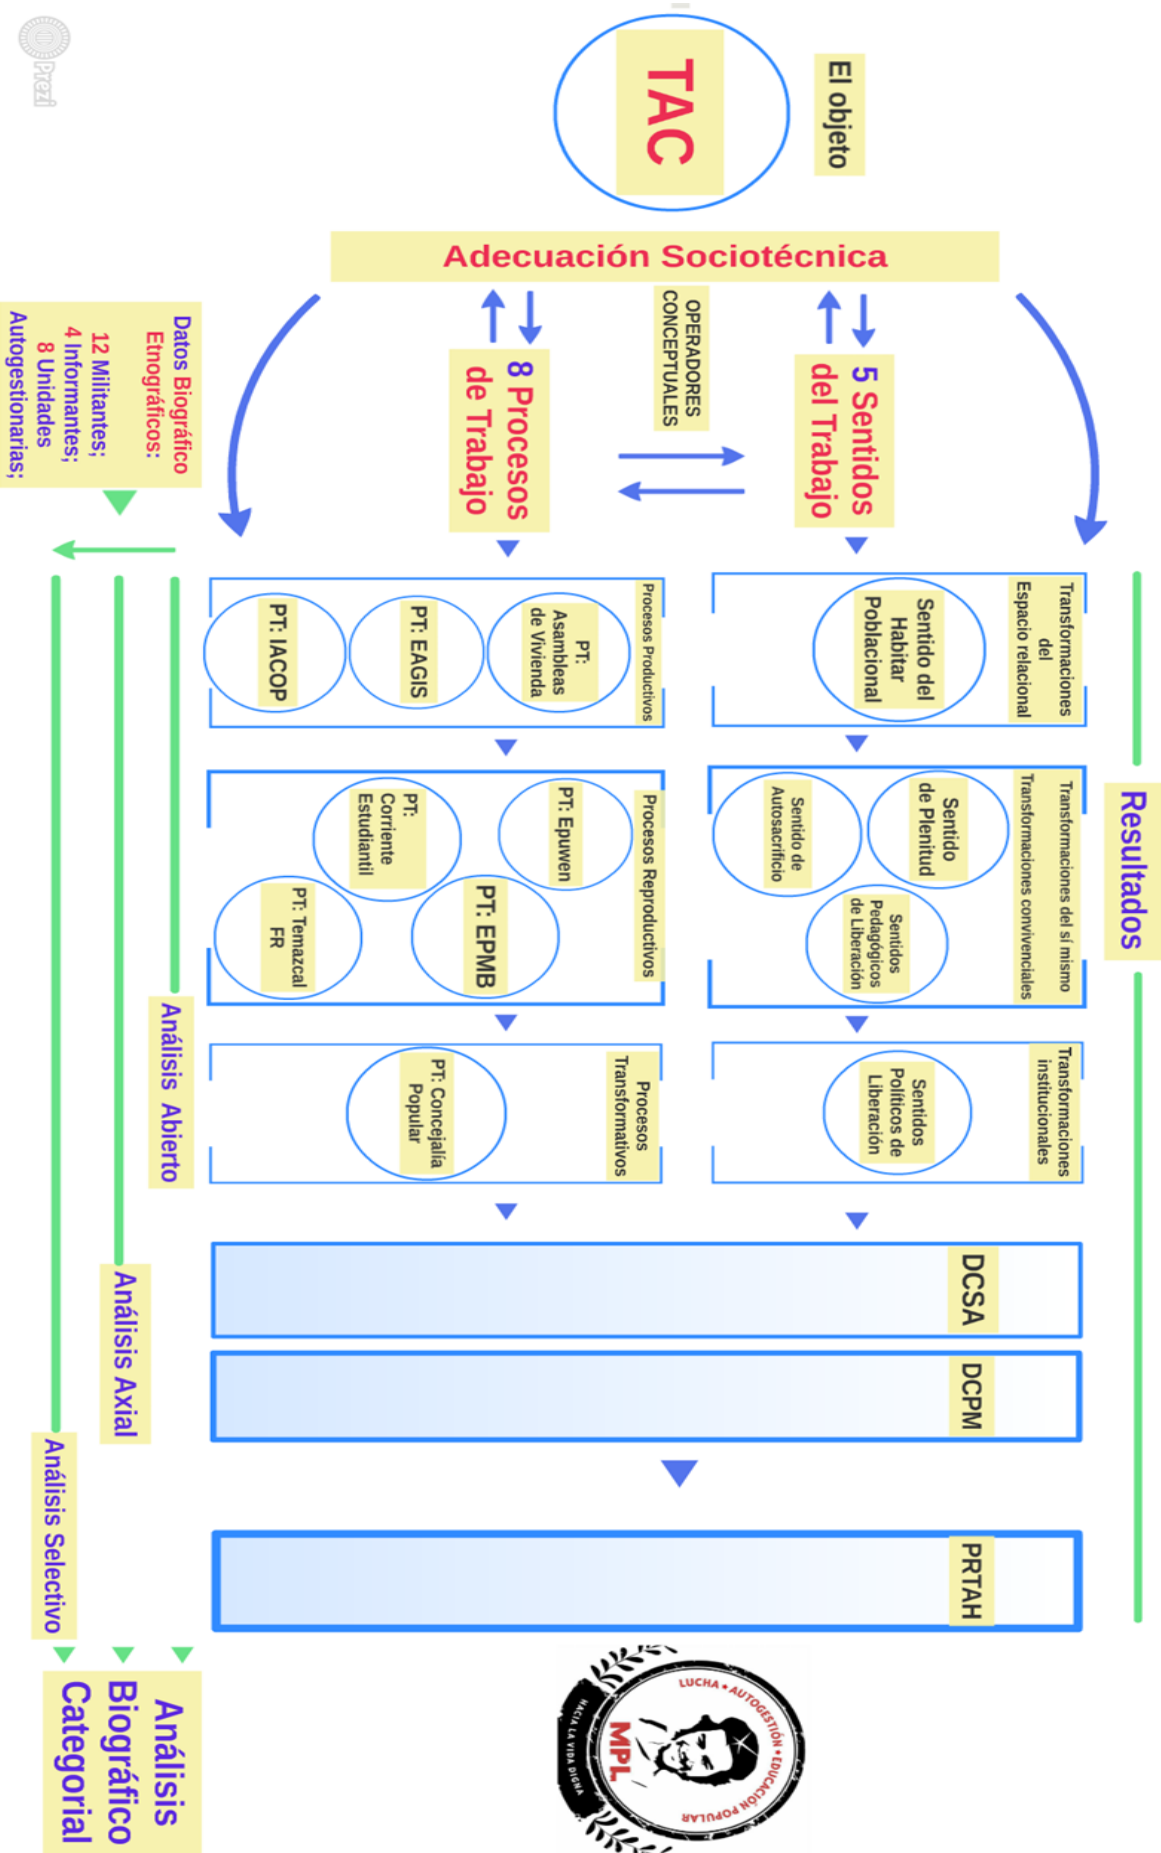 El objeto
TAC
Adecuación Sociotécnica
OPERADORES
CONCEPTUALES
5 Sentidos
del Trabajo
8 Procesos
de Trabajo
Resultados
Transformaciones
del
Espacio relacional
Sentido del
Habitar
Poblacional
Transformaciones del sí mismo
Transformaciones convivenciales
Sentido
de Plenitud
Sentido de
Autosacrificio
Sentidos
Pedagógicos
de Liberación
Transformaciones
institucionales
Sentidos
Políticos de
Liberación
Procesos Productivos
PT:
Asambleas
de Vivienda
PT: EAGIS
PT: IACOP
Procesos Reproductivos
PT: Epuwen
PT:
Corriente
Estudiantil
PT: EPMB
PT: Temazcal
FR
Procesos
Transformativos
PT: Concejalía
Popular
DCSA
DCPM
PRTAH
LUCHA • AUTOGESTIÓN • EDUCACIÓN POPULAR
MPL
HACIA LA VIDA DIGNA
Datos Biográfico
Etnográficos:
12 Militantes;
4 Informantes;
8 Unidades
Autogestionarias;
Análisis Abierto
Análisis Axial
Análisis Selectivo
Análisis
Biográfico
Categorial
Prezi